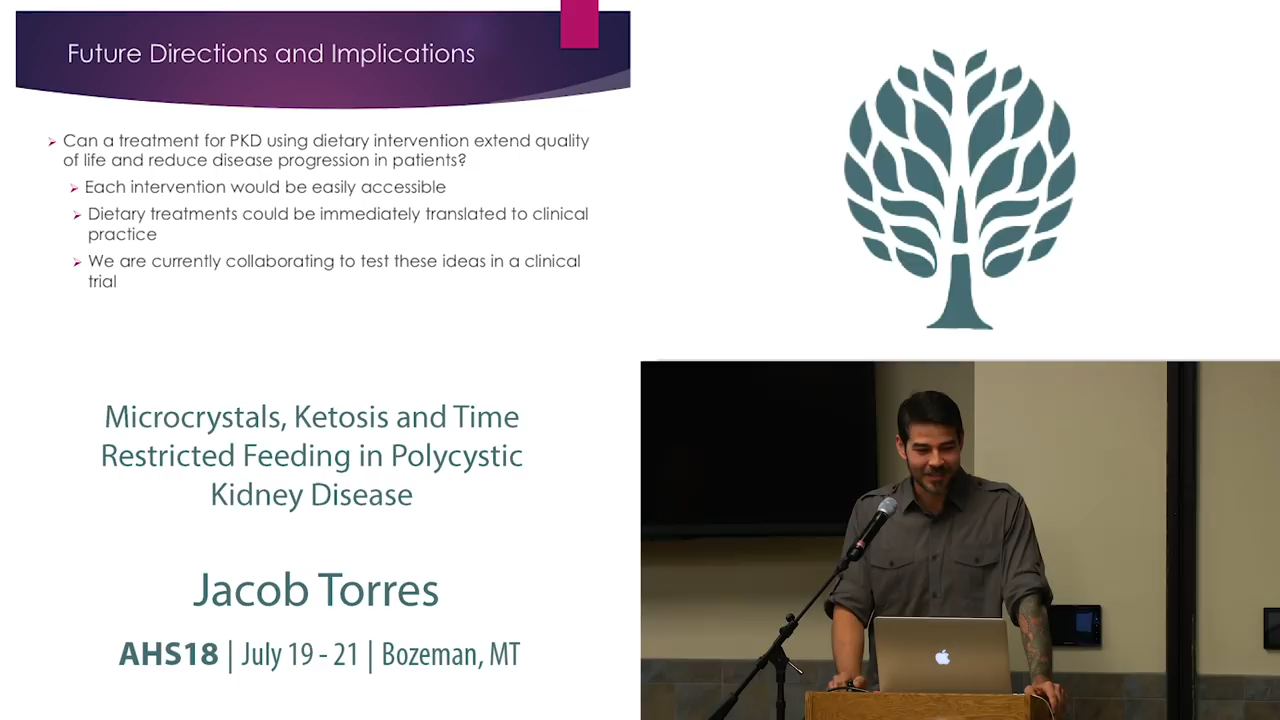 Future Directions and Implications
Can a treatment for PKD using dietary intervention extend quality
of life and reduce disease progression in patients?
Each intervention would be easily accessible
Dietary treatments could be immediately translated to clinical
practice
We are currently collaborating to test these ideas in a clinical
trial
Microcrystals, Ketosis and Time
Restricted Feeding in Polycystic
Kidney Disease
Jacob Torres
AHS18 | July 19 - 21 | Bozeman, MT